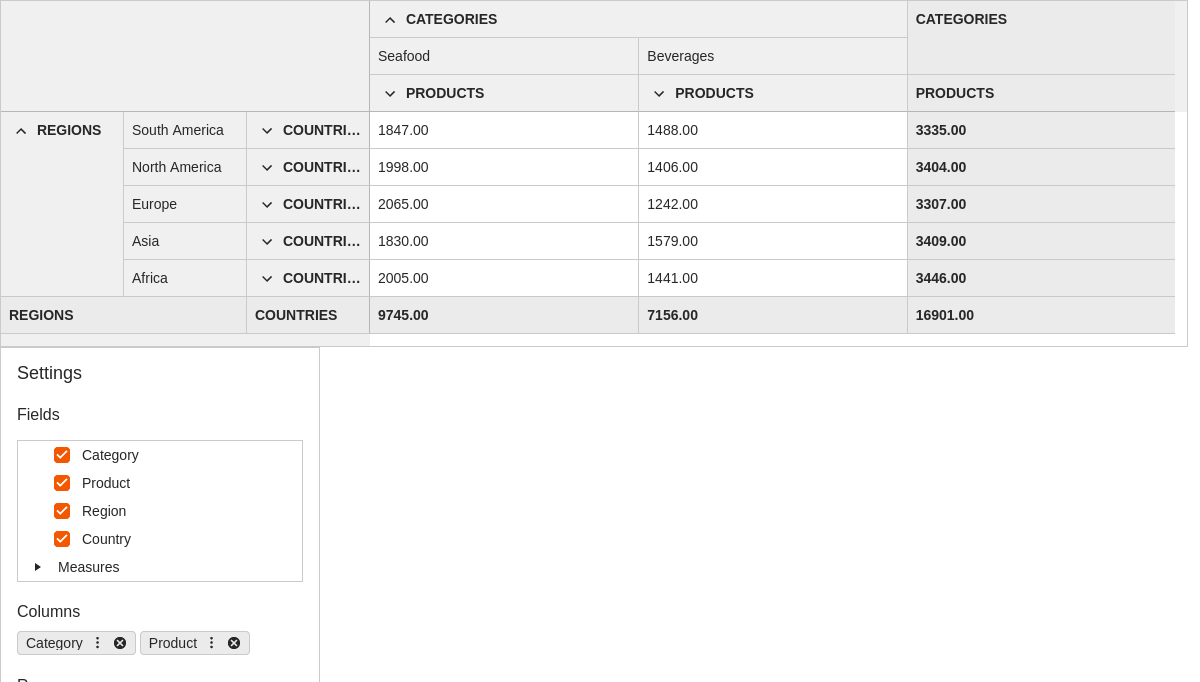 CATEGORIES CATEGORIES
Seafood Beverages
PRODUCTS PRODUCTS PRODUCTS
REGIONS South America COUNTRI... 1847.00 1488.00 3335.00
North America COUNTRI... 1998.00 1406.00 3404.00
Europe COUNTRI... 2065.00 1242.00 3307.00
Asia COUNTRI... 1830.00 1579.00 3409.00
Africa COUNTRI... 2005.00 1441.00 3446.00
REGIONS COUNTRIES 9745.00 7156.00 16901.00
Settings
Fields
Category
Product
Region
Country
Measures
Columns
Category Product